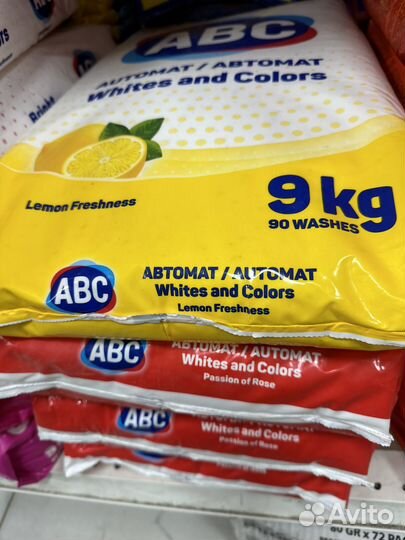 ABC
AUTOMAT / АВТОМАТ
Whites and Colors
Lemon Freshness
9 kg
90 WASHES
ABC
АВТОМАТ / AUTOMAT
Whites and Colors
Lemon Freshness
ABC
АВТОМАТ / AUTOMAT
Whites and Colors
Passion of Rose
ABC
Whites and Colors
Passion of Rose
Avito